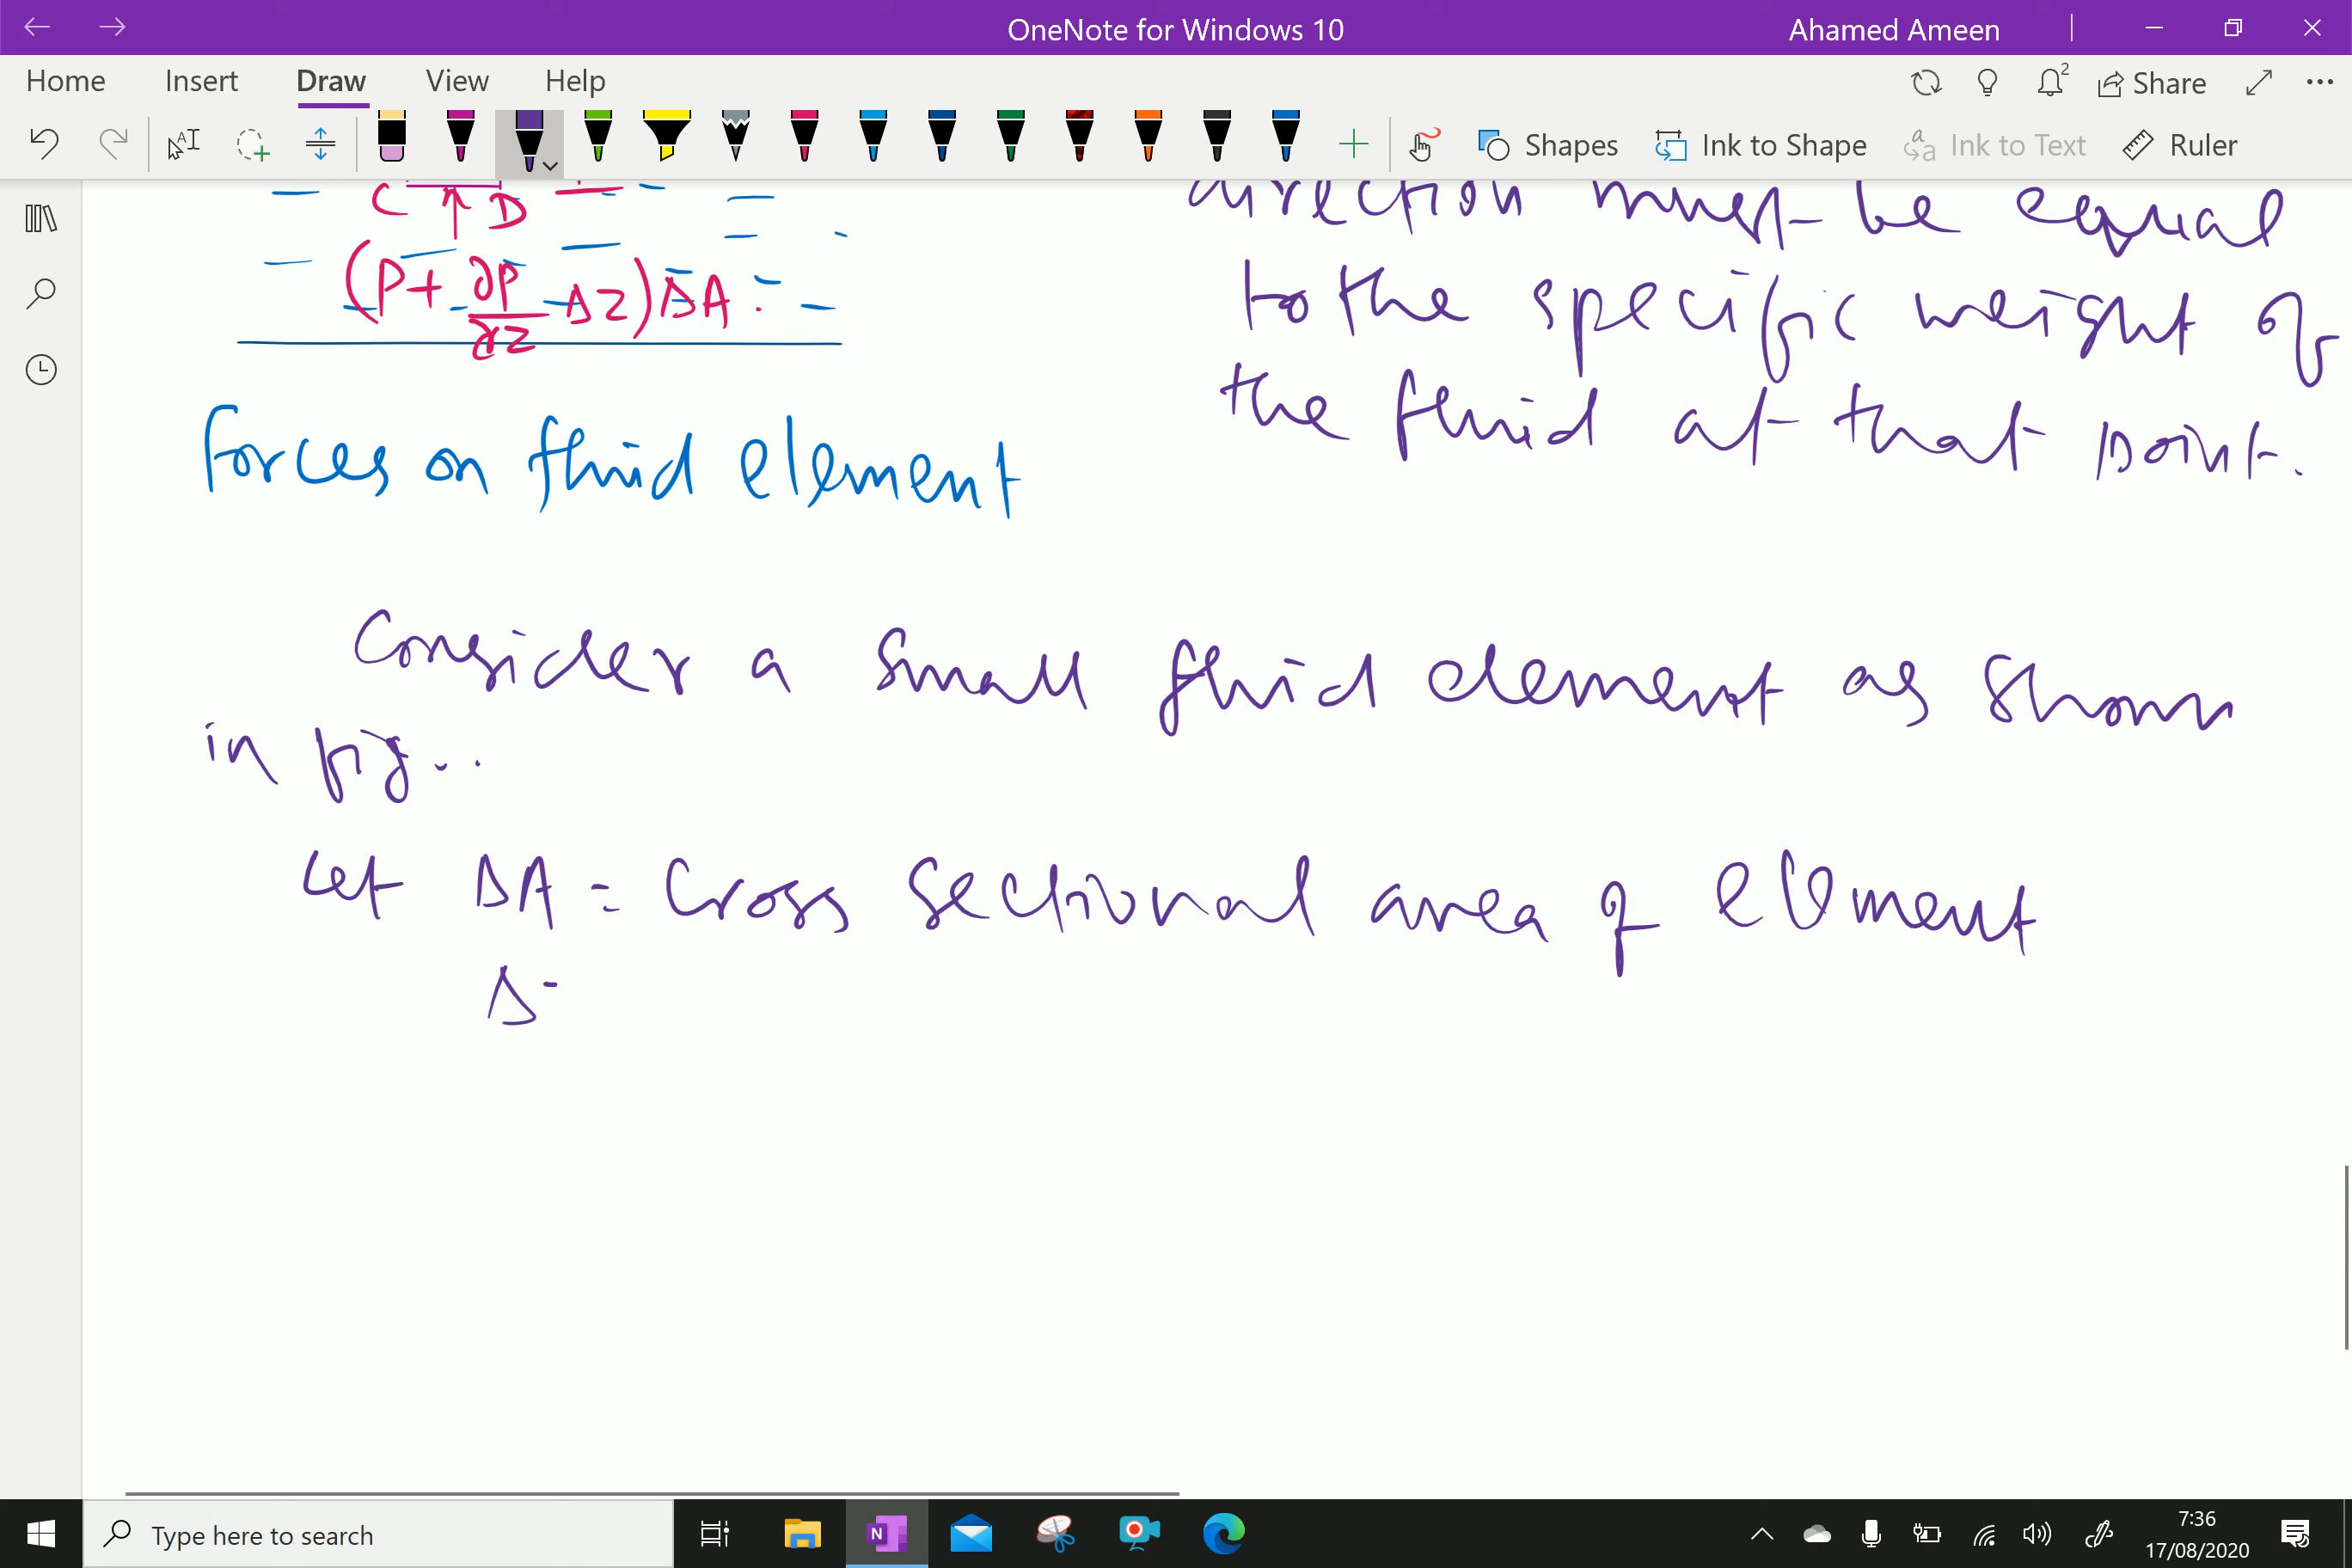 OneNote for Windows 10
Ahamed Ameen
Home Insert Draw View Help
2
Share
Shapes
Ink to Shape
Ink to Text
Ruler
C ↑ D
(P + ∂P/∂z Δz) ΔA
Forces on fluid element
direction must be equal
to the specific weight of
the fluid at that point.
Consider a small fluid element as shown
in fig..
Let ΔA = Cross sectional area of element
Δ
Type here to search
N
7:36
17/08/2020